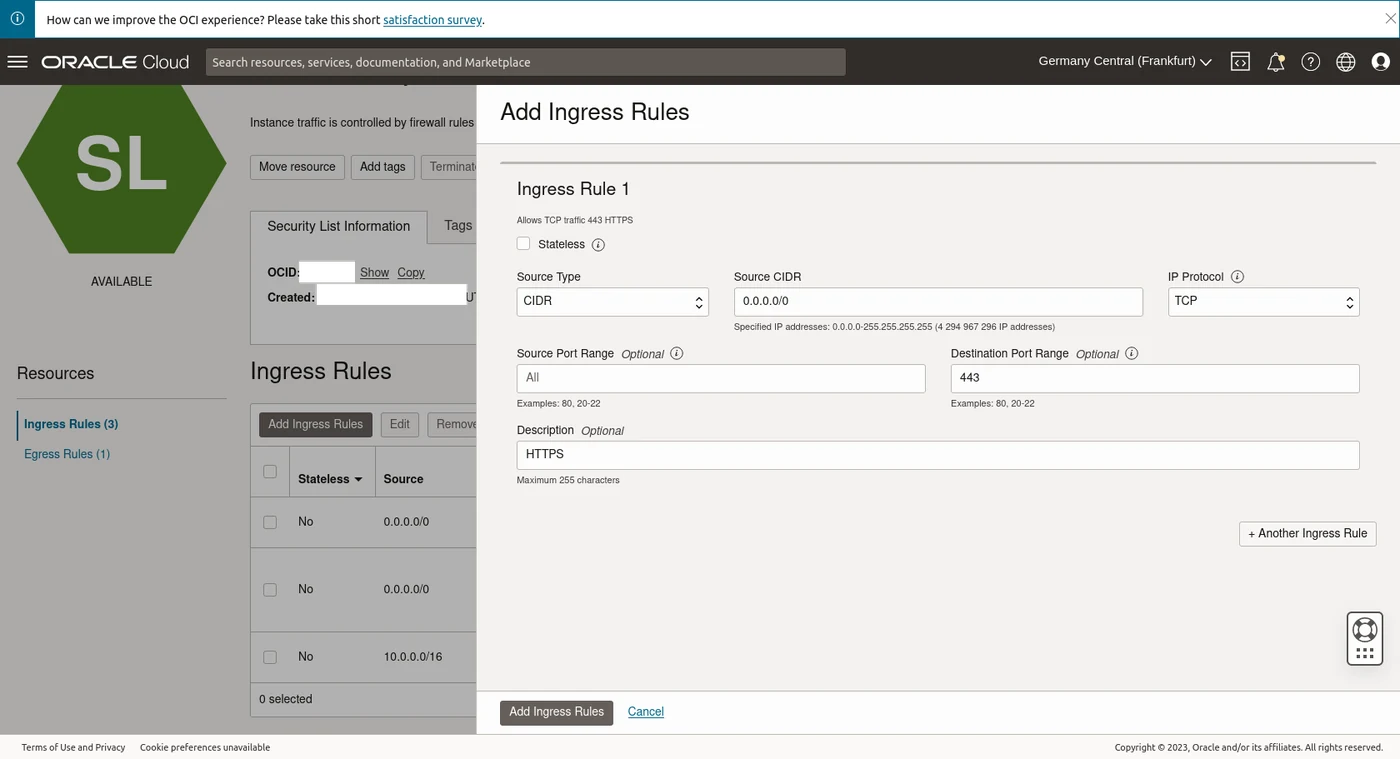 How can we improve the OCI experience? Please take this short satisfaction survey.
ORACLE Cloud
Search resources, services, documentation, and Marketplace
Germany Central (Frankfurt)
SL
AVAILABLE
Instance traffic is controlled by firewall rules
Move resource
Add tags
Security List Information
Tags
OCID:
Show
Copy
Created:
Resources
Ingress Rules (3)
Egress Rules (1)
Ingress Rules
Add Ingress Rules
Edit
Remove
Stateless
Source
No
0.0.0.0/0
No
0.0.0.0/0
No
10.0.0.0/16
0 selected
Add Ingress Rules
Ingress Rule 1
Allows TCP traffic 443 HTTPS
Stateless
Source Type
CIDR
Source CIDR
0.0.0.0/0
Specified IP addresses: 0.0.0.0-255.255.255.255 (4 294 967 296 IP addresses)
IP Protocol
TCP
Source Port Range Optional
All
Examples: 80, 20-22
Destination Port Range Optional
443
Examples: 80, 20-22
Description Optional
HTTPS
Maximum 255 characters
+ Another Ingress Rule
Add Ingress Rules
Cancel
Terms of Use and Privacy
Cookie preferences unavailable
Copyright © 2023, Oracle and/or its affiliates. All rights reserved.